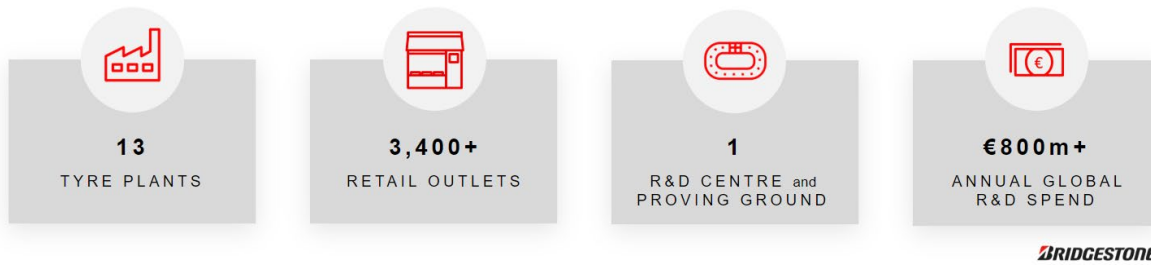 13
TYRE PLANTS
3,400+
RETAIL OUTLETS
1
R&D CENTRE and
PROVING GROUND
€
€800m+
ANNUAL GLOBAL
R&D SPEND
BRIDGESTONE